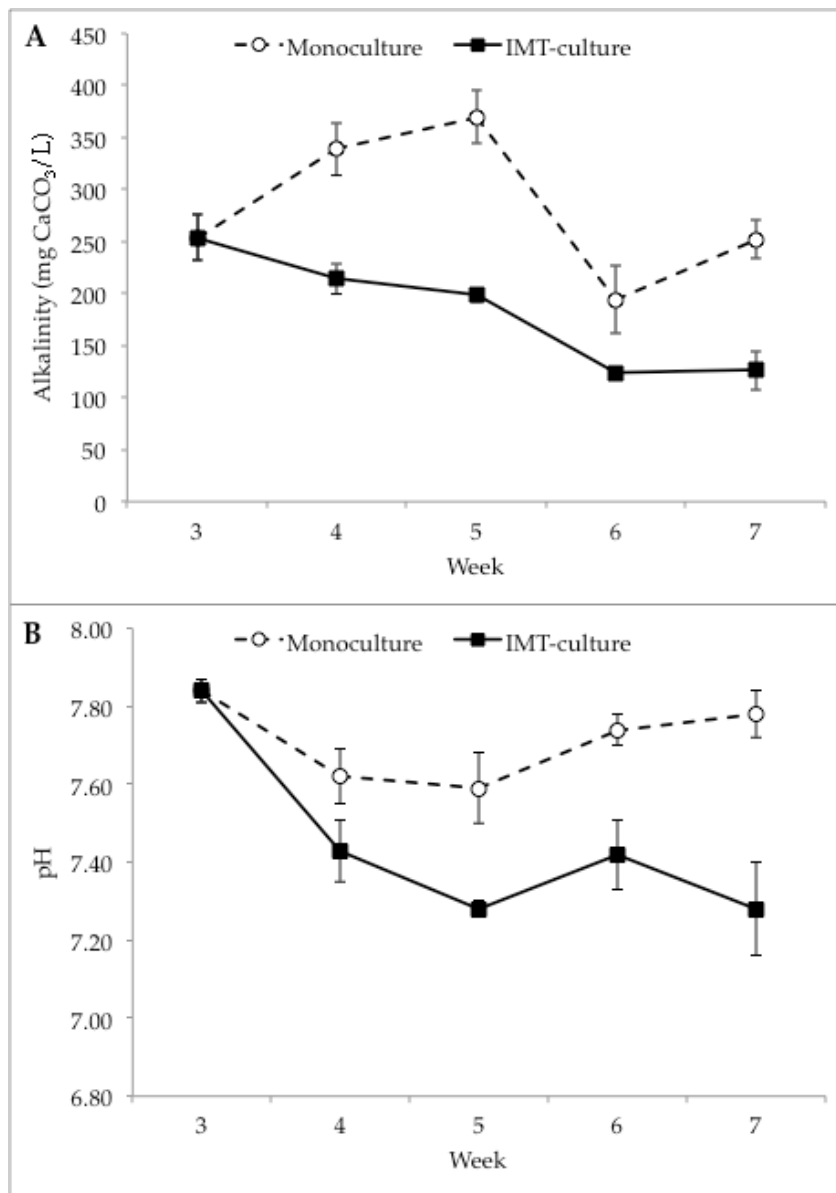 A
Monoculture
IMT-culture
Alkalinity (mg CaCO₃/L)
450
400
350
300
250
200
150
100
50
0
3 4 5 6 7
Week
B
Monoculture
IMT-culture
pH
8.00
7.80
7.60
7.40
7.20
7.00
6.80
3 4 5 6 7
Week